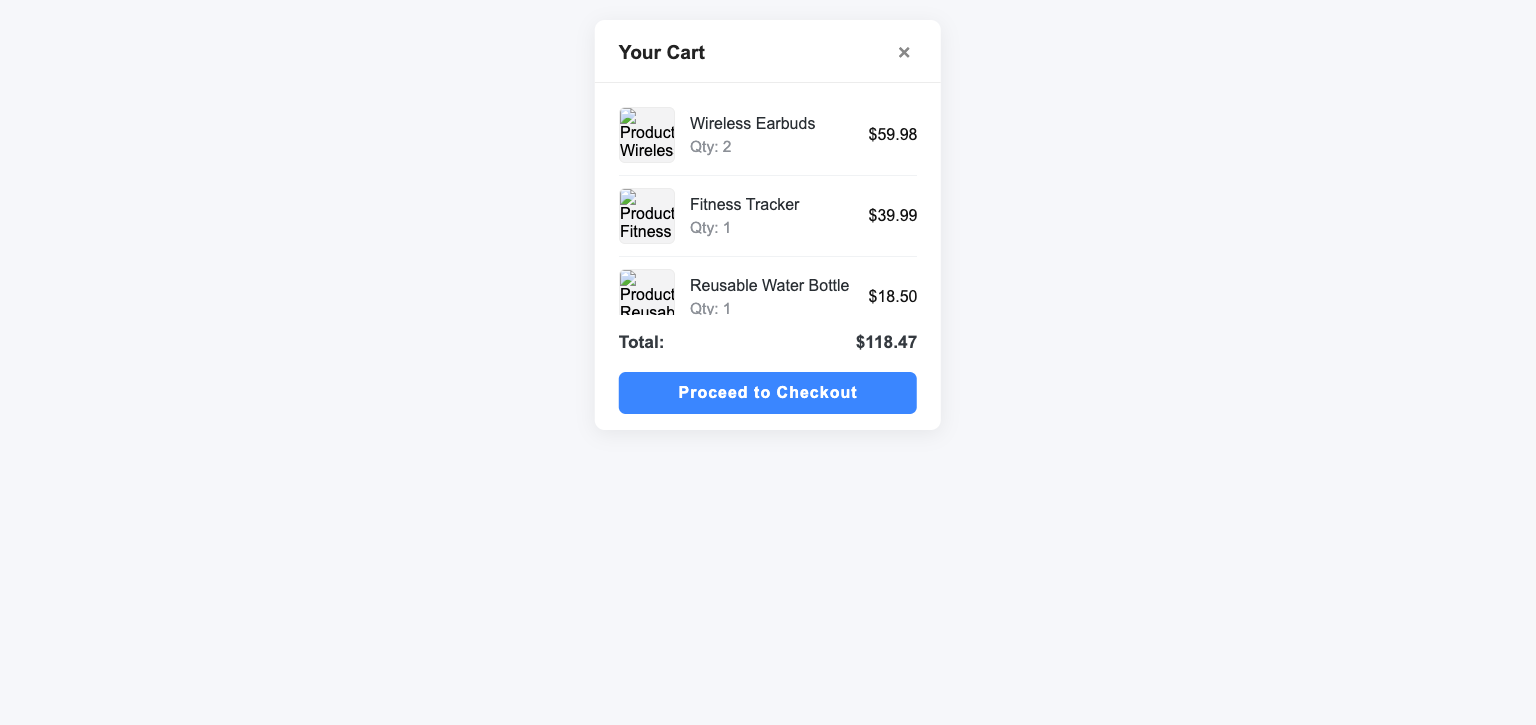 Your Cart ×
Product
Wireles
Wireless Earbuds
Qty: 2
$59.98
Product
Fitness
Fitness Tracker
Qty: 1
$39.99
Product
Reusab
Reusable Water Bottle
Qty: 1
$18.50
Total: $118.47
Proceed to Checkout